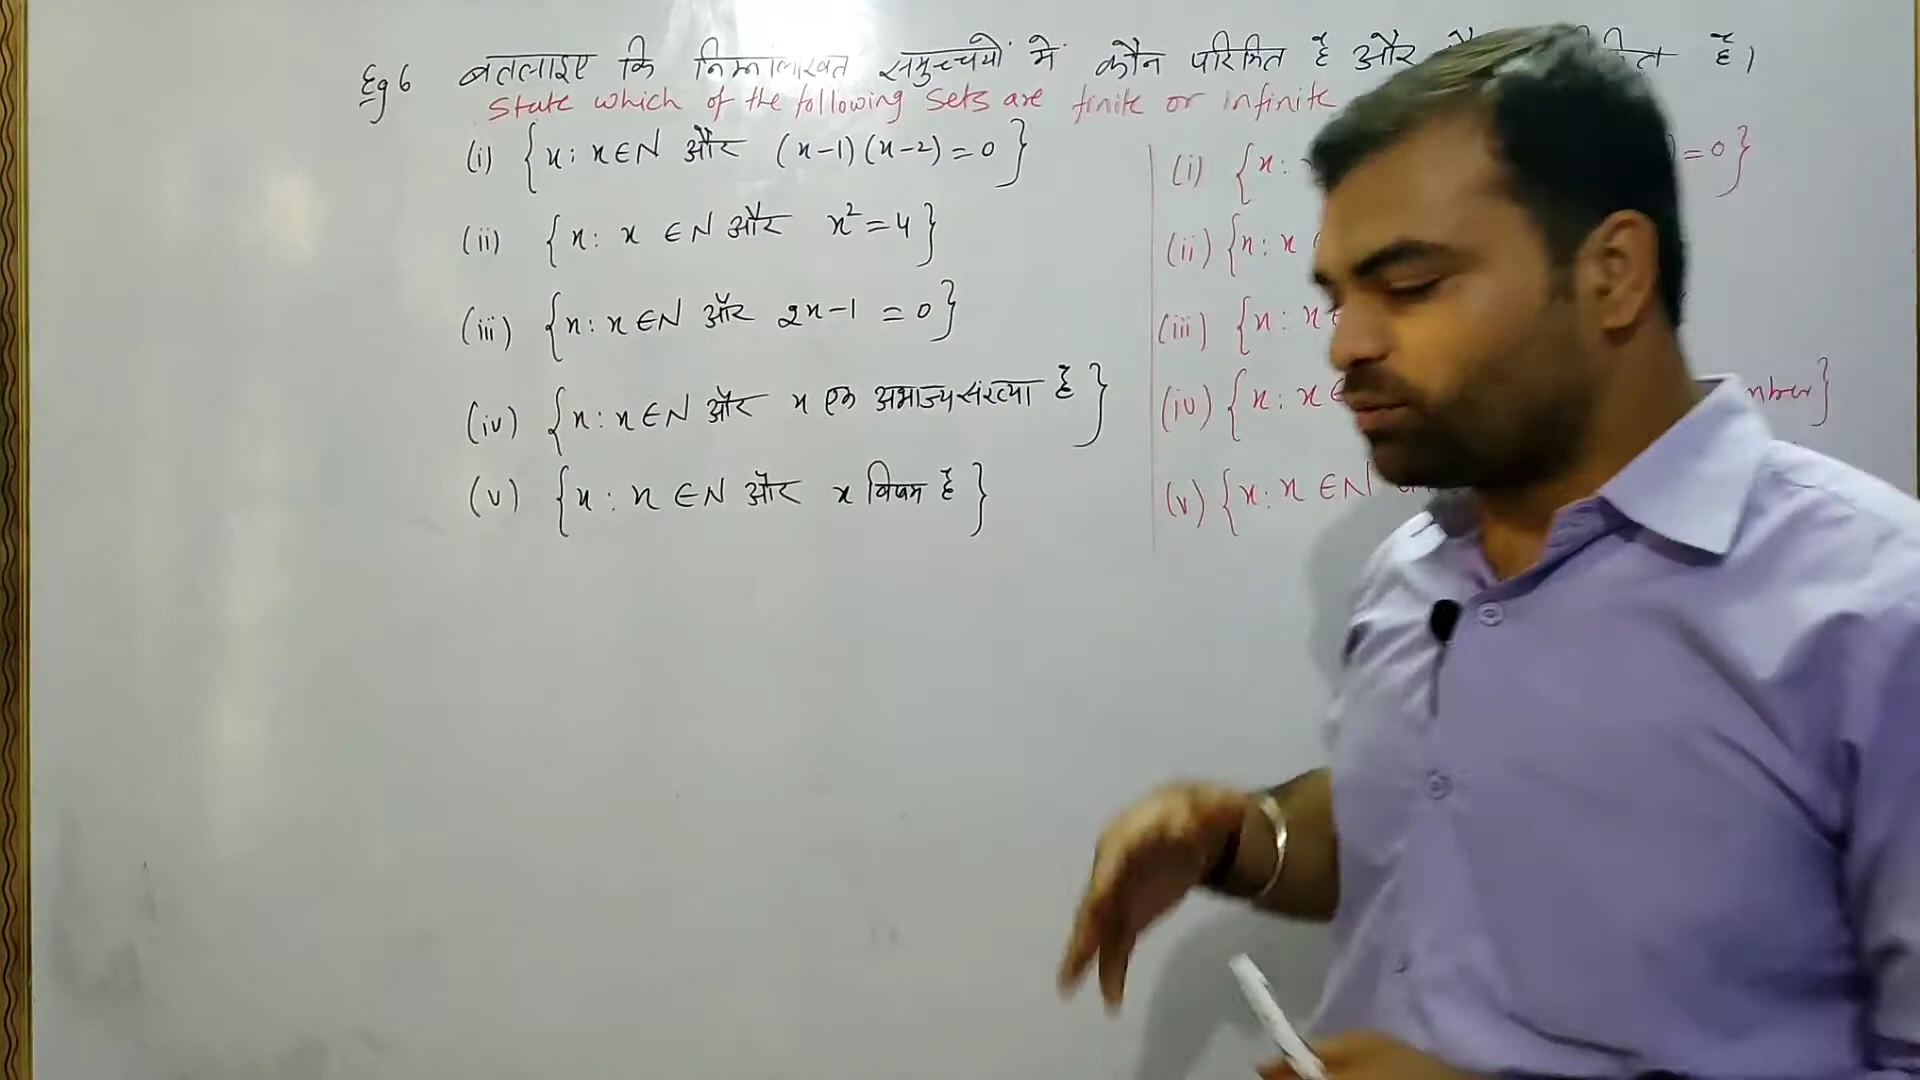 Eg 6 बतलाइए कि निम्नलिखित समुच्चयों में कौन परिमित है और है।
State which of the following sets are finite or infinite
(i) {x : x ∈ N और (x-1)(x-2) = 0}
(ii) {x : x ∈ N और x² = 4}
(iii) {x : x ∈ N और 2x-1 = 0}
(iv) {x : x ∈ N और x एक अभाज्य संख्या है}
(v) {x : x ∈ N और x विषम है}
(i) {x : = 0}
(ii) {x : x
(iii) {x : x ∈
(iv) {x : x ∈ mber}
(v) {x : x ∈ N